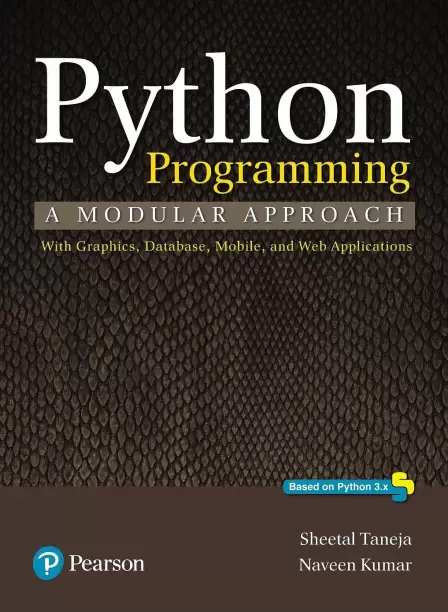 Python
Programming
A MODULAR APPROACH
With Graphics, Database, Mobile, and Web Applications
Based on Python 3.x
Sheetal Taneja
Naveen Kumar
Pearson